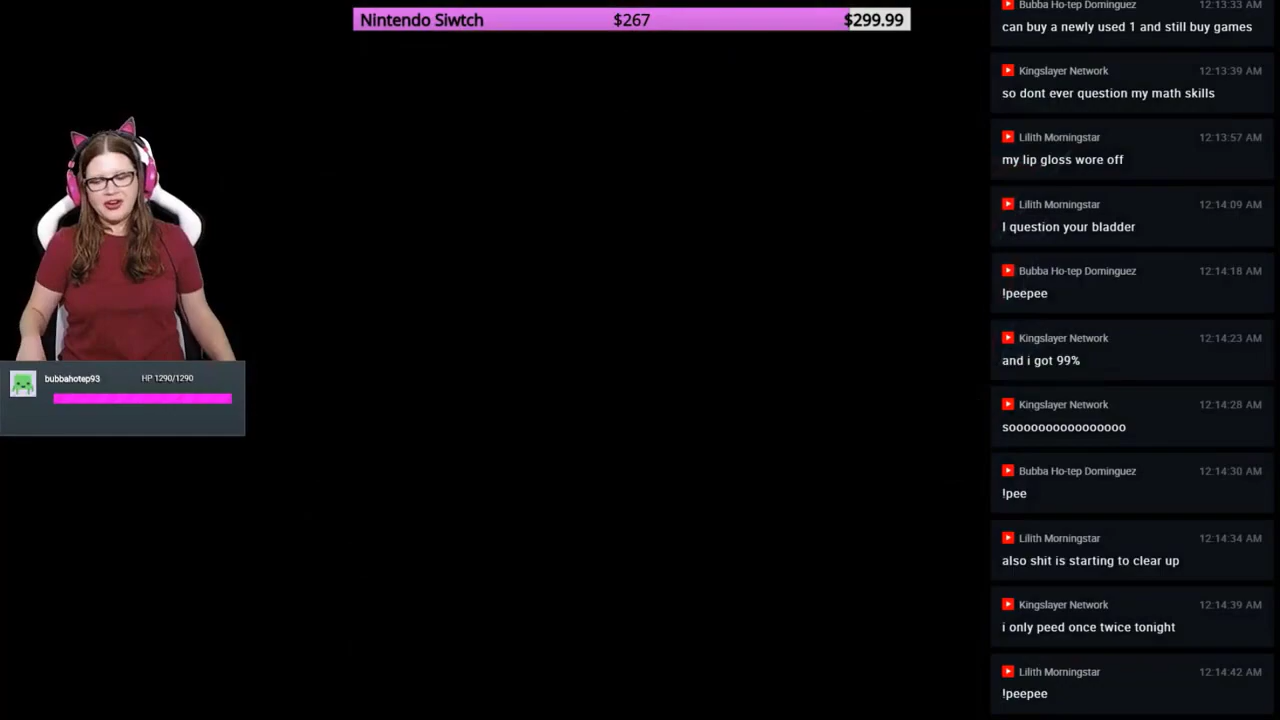 Nintendo Siwtch $267 $299.99
Bubba Ho-tep Dominguez 12:13:33 AM
can buy a newly used 1 and still buy games
Kingslayer Network 12:13:39 AM
so dont ever question my math skills
Lilith Morningstar 12:13:57 AM
my lip gloss wore off
Lilith Morningstar 12:14:09 AM
I question your bladder
Bubba Ho-tep Dominguez 12:14:18 AM
!peepee
Kingslayer Network 12:14:23 AM
and i got 99%
Kingslayer Network 12:14:28 AM
soooooooooooooooo
Bubba Ho-tep Dominguez 12:14:30 AM
!pee
Lilith Morningstar 12:14:34 AM
also shit is starting to clear up
Kingslayer Network 12:14:39 AM
i only peed once twice tonight
Lilith Morningstar 12:14:42 AM
!peepee
bubbahotep93 HP 1290/1290